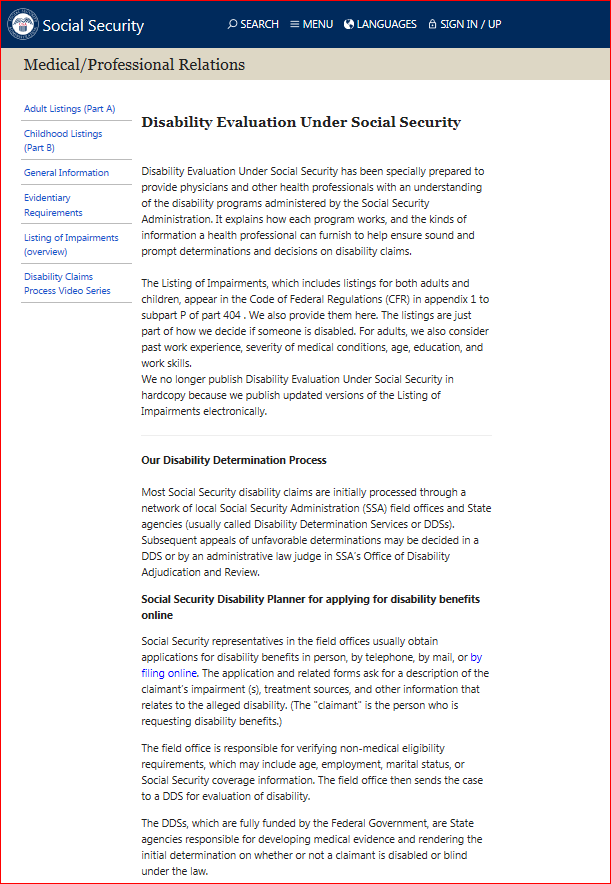 Social Security
SEARCH MENU LANGUAGES SIGN IN / UP
Medical/Professional Relations
Adult Listings (Part A)
Childhood Listings
(Part B)
General Information
Evidentiary
Requirements
Listing of Impairments
(overview)
Disability Claims
Process Video Series
Disability Evaluation Under Social Security
Disability Evaluation Under Social Security has been specially prepared to
provide physicians and other health professionals with an understanding
of the disability programs administered by the Social Security
Administration. It explains how each program works, and the kinds of
information a health professional can furnish to help ensure sound and
prompt determinations and decisions on disability claims.
The Listing of Impairments, which includes listings for both adults and
children, appear in the Code of Federal Regulations (CFR) in appendix 1 to
subpart P of part 404 . We also provide them here. The listings are just
part of how we decide if someone is disabled. For adults, we also consider
past work experience, severity of medical conditions, age, education, and
work skills.
We no longer publish Disability Evaluation Under Social Security in
hardcopy because we publish updated versions of the Listing of
Impairments electronically.
Our Disability Determination Process
Most Social Security disability claims are initially processed through a
network of local Social Security Administration (SSA) field offices and State
agencies (usually called Disability Determination Services or DDSs).
Subsequent appeals of unfavorable determinations may be decided in a
DDS or by an administrative law judge in SSA's Office of Disability
Adjudication and Review.
Social Security Disability Planner for applying for disability benefits
online
Social Security representatives in the field offices usually obtain
applications for disability benefits in person, by telephone, by mail, or by
filing online. The application and related forms ask for a description of the
claimant's impairment (s), treatment sources, and other information that
relates to the alleged disability. (The "claimant" is the person who is
requesting disability benefits.)
The field office is responsible for verifying non-medical eligibility
requirements, which may include age, employment, marital status, or
Social Security coverage information. The field office then sends the case
to a DDS for evaluation of disability.
The DDSs, which are fully funded by the Federal Government, are State
agencies responsible for developing medical evidence and rendering the
initial determination on whether or not a claimant is disabled or blind
under the law.